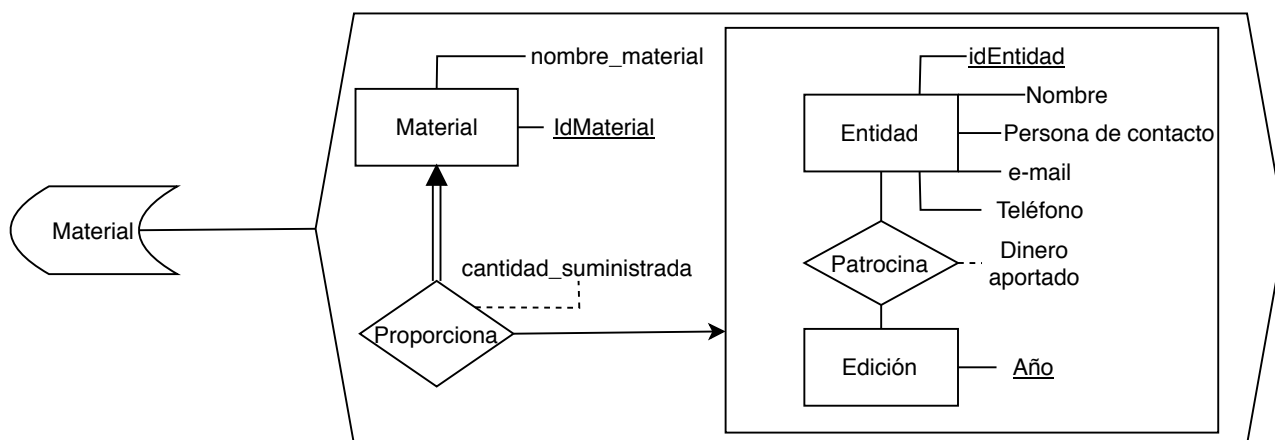 Material
nombre_material
Material
IdMaterial
cantidad_suministrada
Proporciona
idEntidad
Nombre
Entidad
Persona de contacto
e-mail
Teléfono
Patrocina
Dinero
aportado
Edición
Año